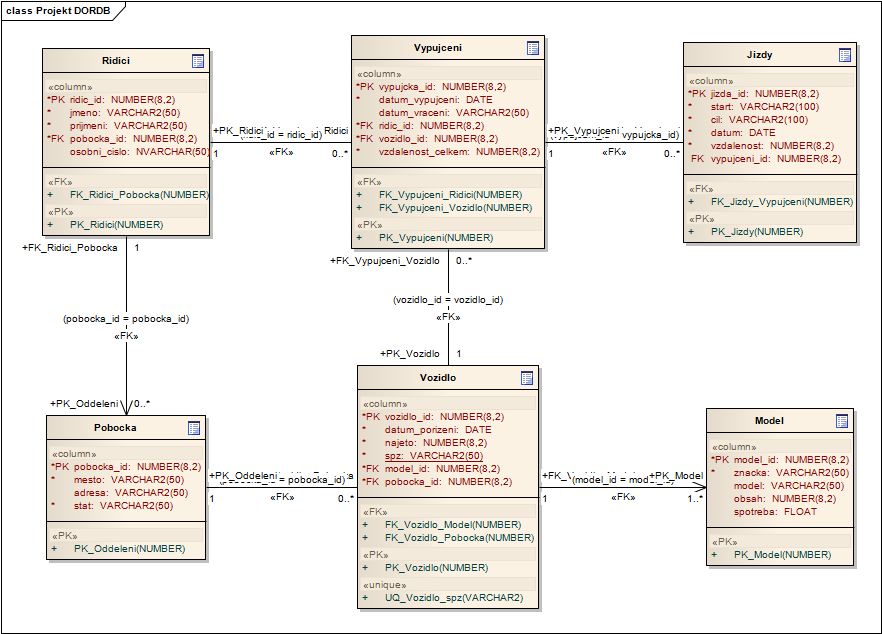 class Projekt DORDB
Ridici
«column»
*PK ridic_id: NUMBER(8,2)
* jmeno: VARCHAR2(50)
* prijmeni: VARCHAR2(50)
*FK pobocka_id: NUMBER(8,2)
osobni_cislo: NVARCHAR(50)
«FK»
+ FK_Ridici_Pobocka(NUMBER)
«PK»
+ PK_Ridici(NUMBER)
Vypujceni
«column»
*PK vypujcka_id: NUMBER(8,2)
* datum_vypujceni: DATE
datum_vraceni: VARCHAR2(50)
*FK ridic_id: NUMBER(8,2)
*FK vozidlo_id: NUMBER(8,2)
* vzdalenost_celkem: NUMBER(8,2)
«FK»
+ FK_Vypujceni_Ridici(NUMBER)
+ FK_Vypujceni_Vozidlo(NUMBER)
«PK»
+ PK_Vypujceni(NUMBER)
Jizdy
«column»
*PK jizda_id: NUMBER(8,2)
* start: VARCHAR2(100)
* cil: VARCHAR2(100)
* datum: DATE
* vzdalenost: NUMBER(8,2)
FK vypujceni_id: NUMBER(8,2)
«FK»
+ FK_Jizdy_Vypujceni(NUMBER)
«PK»
+ PK_Jizdy(NUMBER)
+PK_Ridici = ridic_id) Ridici
1 «FK» 0..*
+PK_Vypujceni vypujcka_id)
1 «FK» 0..*
+FK_Ridici_Pobocka 1
(pobocka_id = pobocka_id)
«FK»
+PK_Oddeleni 0..*
+FK_Vypujceni_Vozidlo 0..*
(vozidlo_id = vozidlo_id)
«FK»
+PK_Vozidlo 1
Pobocka
«column»
*PK pobocka_id: NUMBER(8,2)
* mesto: VARCHAR2(50)
adresa: VARCHAR2(50)
* stat: VARCHAR2(50)
«PK»
+ PK_Oddeleni(NUMBER)
+PK_Oddeleni
= pobocka_id)
1 «FK» 0..*
Vozidlo
«column»
*PK vozidlo_id: NUMBER(8,2)
* datum_porizeni: DATE
* najeto: NUMBER(8,2)
* spz: VARCHAR2(50)
*FK model_id: NUMBER(8,2)
*FK pobocka_id: NUMBER(8,2)
«FK»
+ FK_Vozidlo_Model(NUMBER)
+ FK_Vozidlo_Pobocka(NUMBER)
«PK»
+ PK_Vozidlo(NUMBER)
«unique»
+ UQ_Vozidlo_spz(VARCHAR2)
+PK_Model
(model_id =
1 «FK» 1..*
Model
«column»
*PK model_id: NUMBER(8,2)
* znacka: VARCHAR2(50)
model: VARCHAR2(50)
obsah: NUMBER(8,2)
spotreba: FLOAT
«PK»
+ PK_Model(NUMBER)